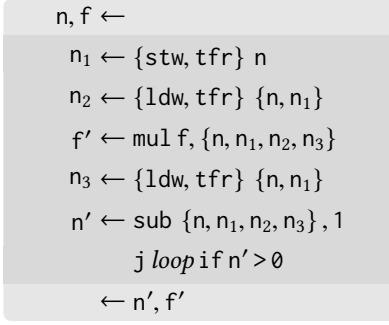 n, f ←
n₁ ← {stw, tfr} n
n₂ ← {ldw, tfr} {n, n₁}
f′ ← mul f, {n, n₁, n₂, n₃}
n₃ ← {ldw, tfr} {n, n₁}
n′ ← sub {n, n₁, n₂, n₃} , 1
j loop if n′ > 0
← n′, f′